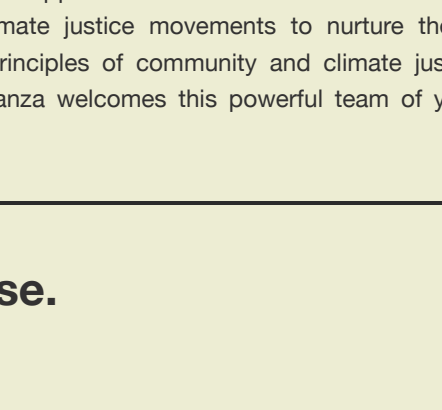 mate justice movements to nurture the
rinciples of community and climate jus
anza welcomes this powerful team of y
se.